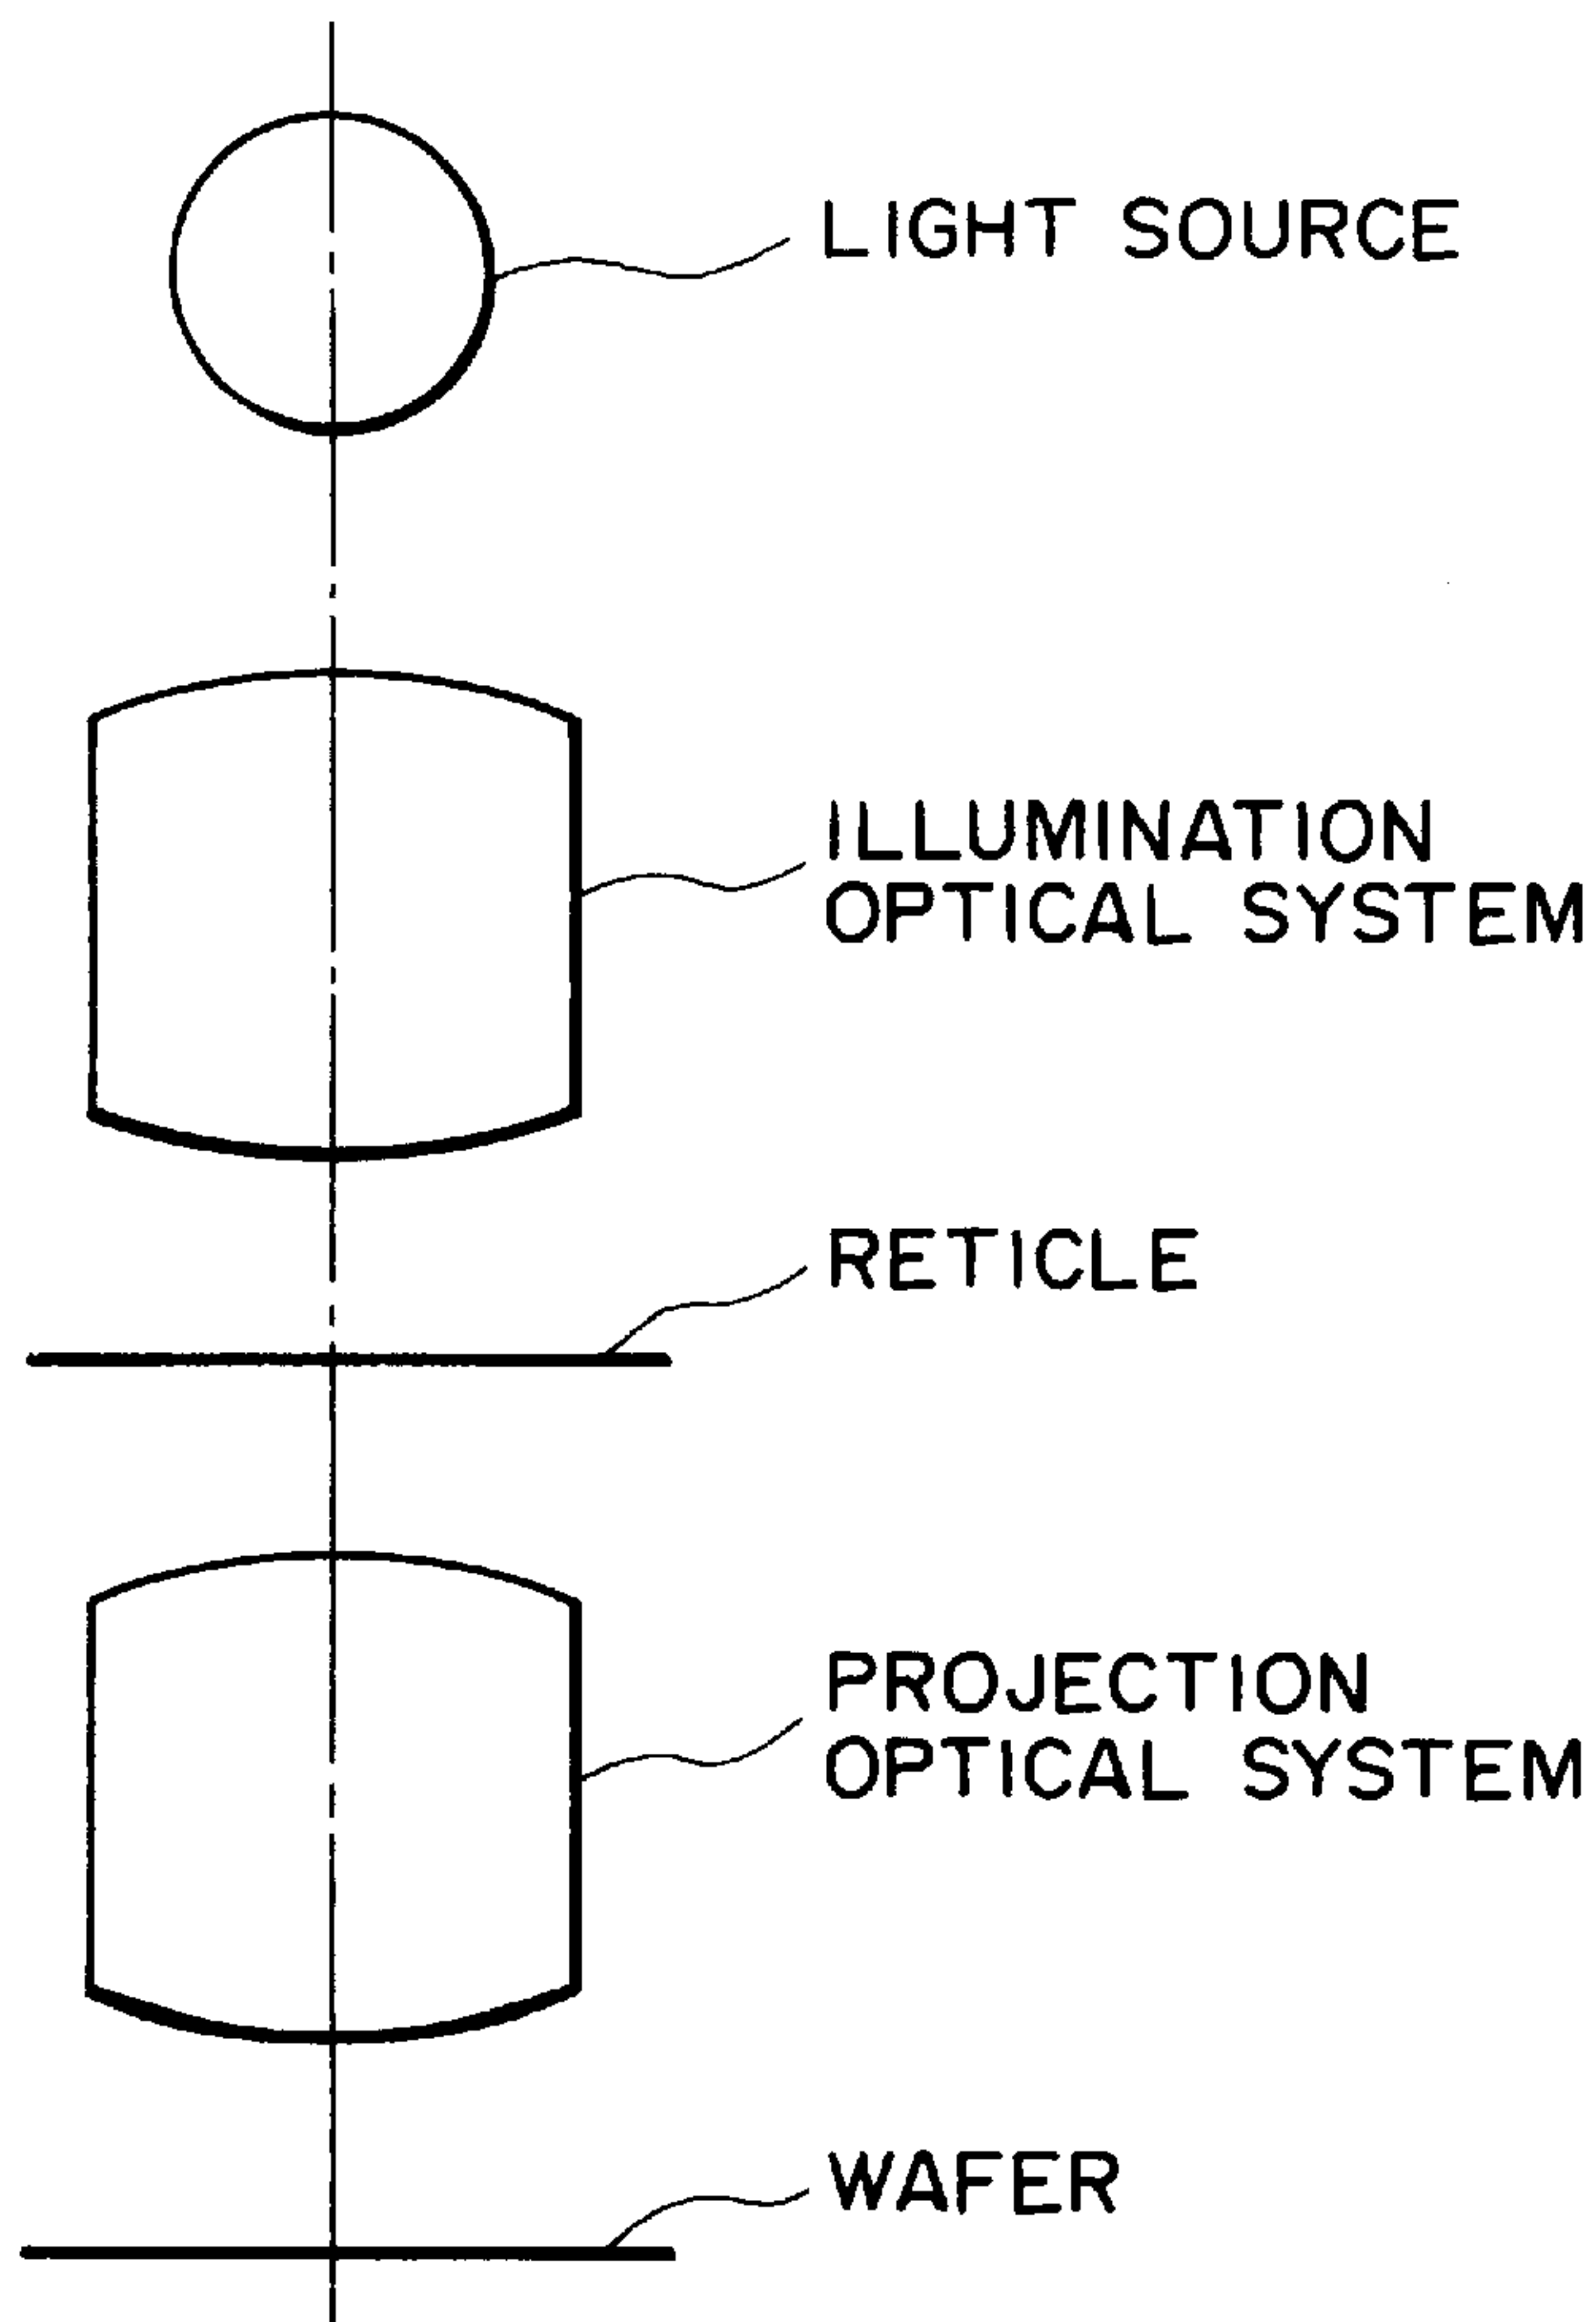 LIGHT SOURCE
ILLUMINATION
OPTICAL SYSTEM
RETICLE
PROJECTION
OPTICAL SYSTEM
WAFER